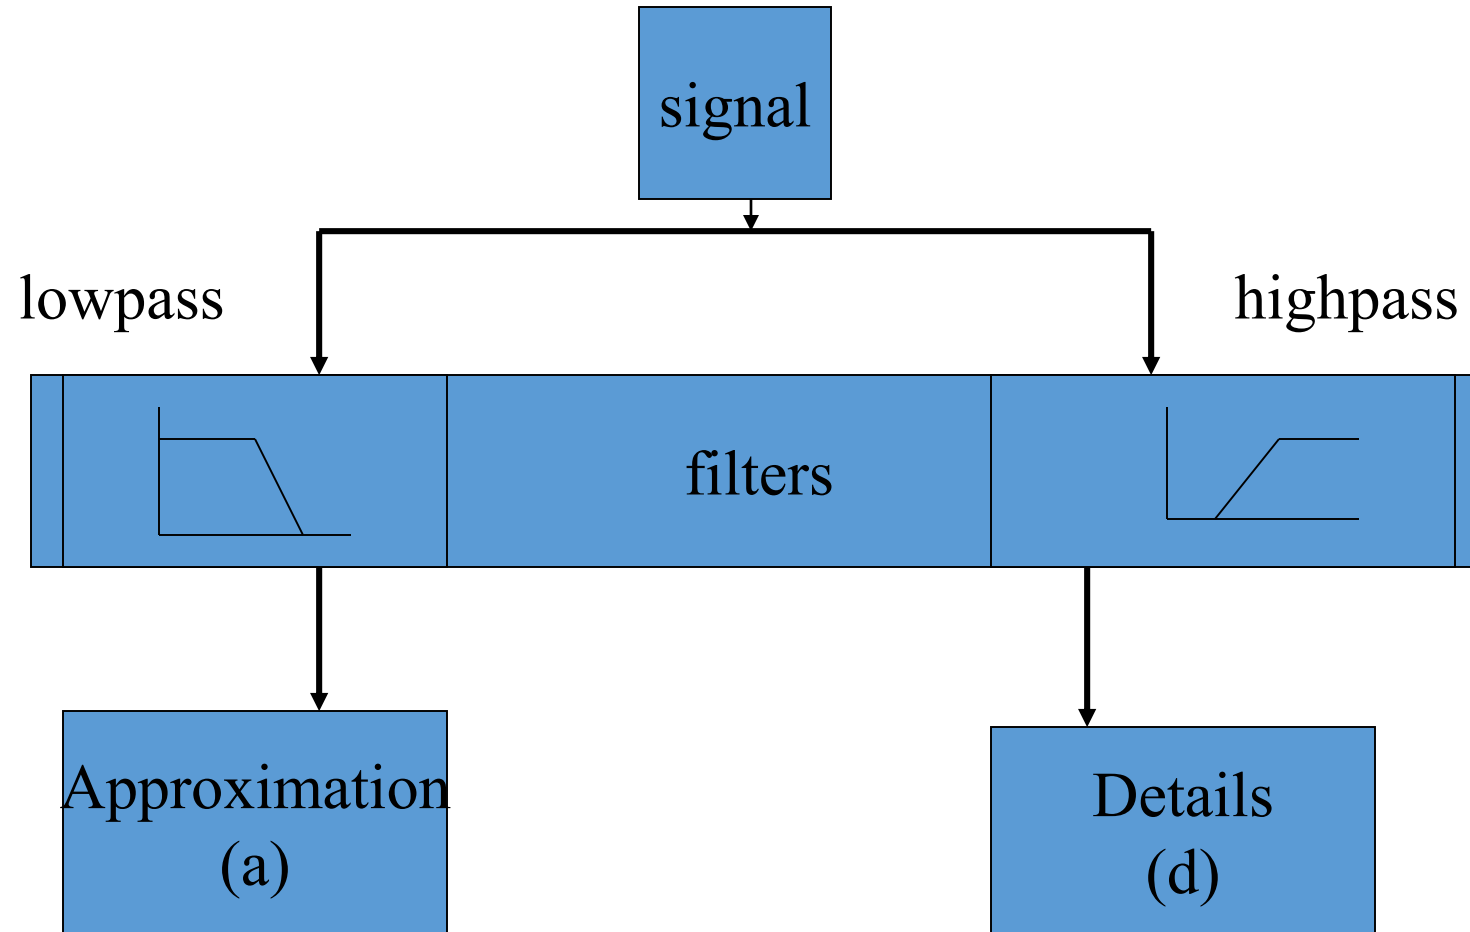 signal
lowpass
highpass
filters
Approximation
(a)
Details
(d)